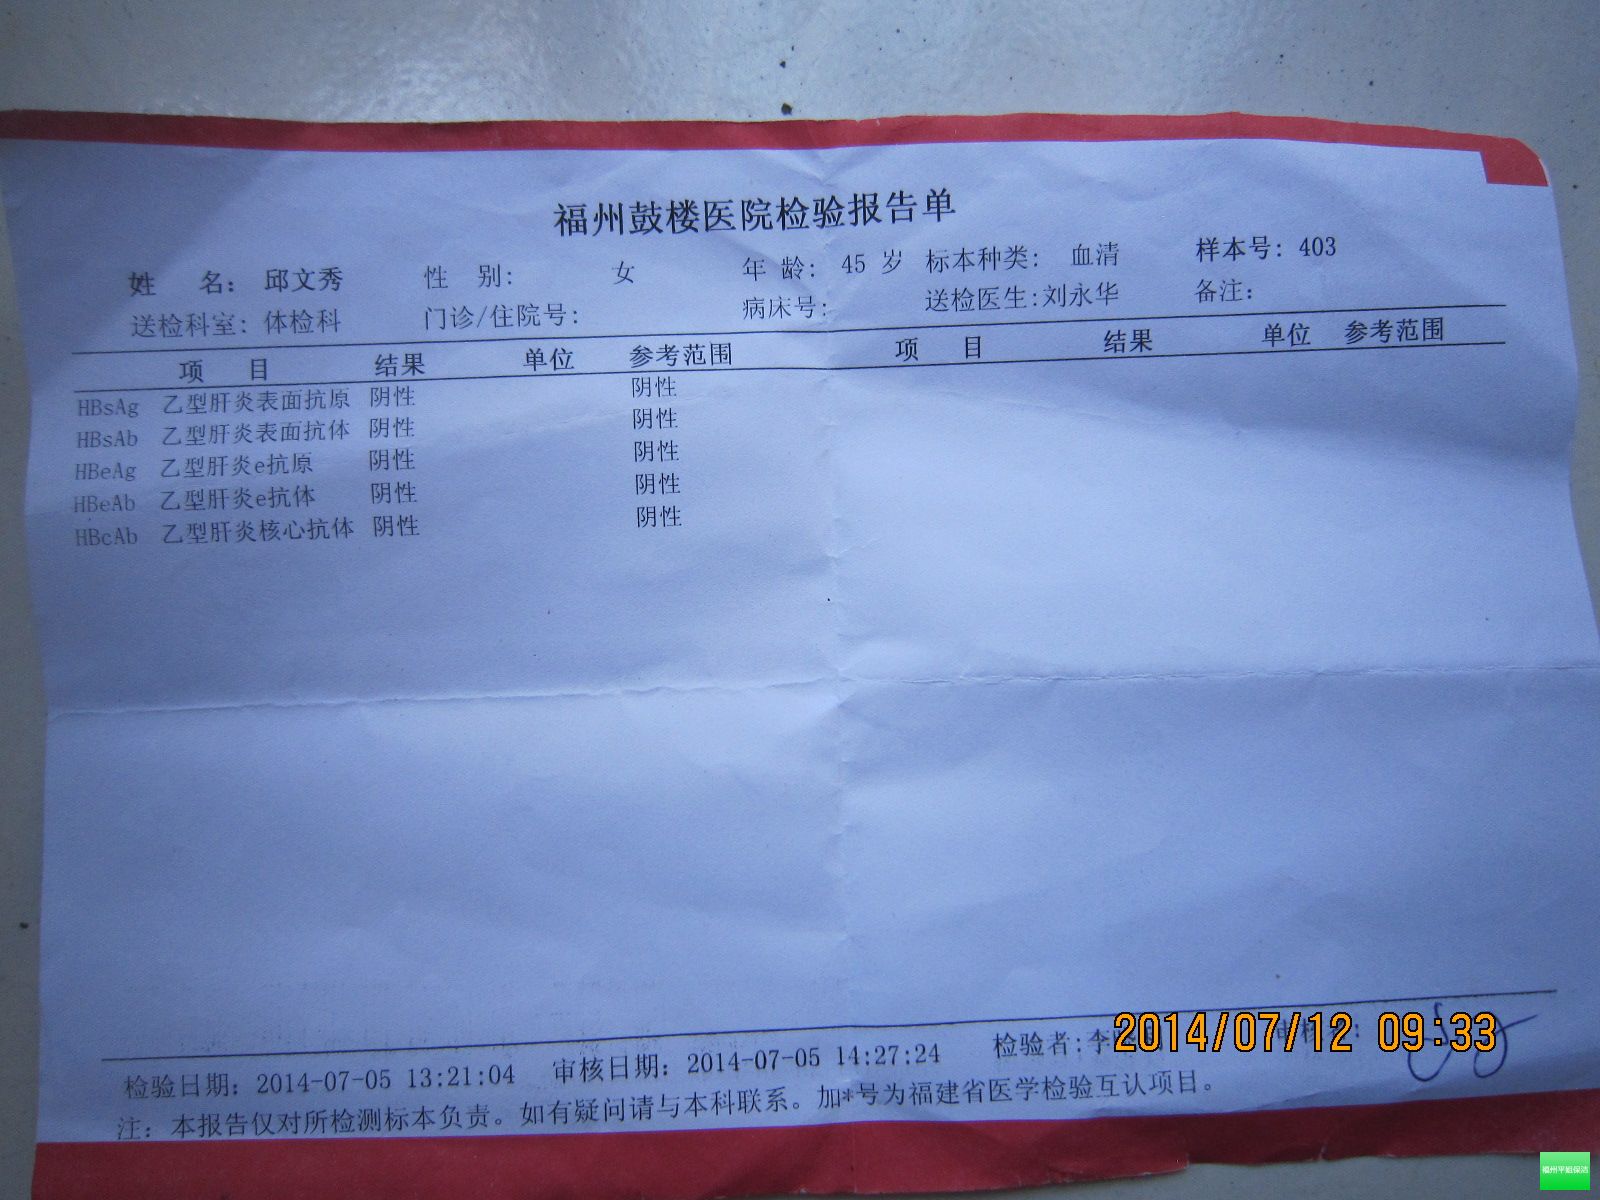 福州鼓楼医院检验报告单
姓 名: 邱文秀 性 别: 女 年 龄: 45 岁 标本种类: 血清 样本号: 403
送检科室: 体检科 门诊/住院号: 病床号: 送检医生:刘永华 备注:
项 目 结果 单位 参考范围 项 目 结果 单位 参考范围
HBsAg 乙型肝炎表面抗原 阴性 阴性
HBsAb 乙型肝炎表面抗体 阴性 阴性
HBeAg 乙型肝炎e抗原 阴性 阴性
HBeAb 乙型肝炎e抗体 阴性 阴性
HBcAb 乙型肝炎核心抗体 阴性 阴性
检验日期: 2014-07-05 13:21:04 审核日期: 2014-07-05 14:27:24 检验者:李
2014/07/12 09:33
注: 本报告仅对所检测标本负责。如有疑问请与本科联系。加*号为福建省医学检验互认项目。
福州平姐保洁